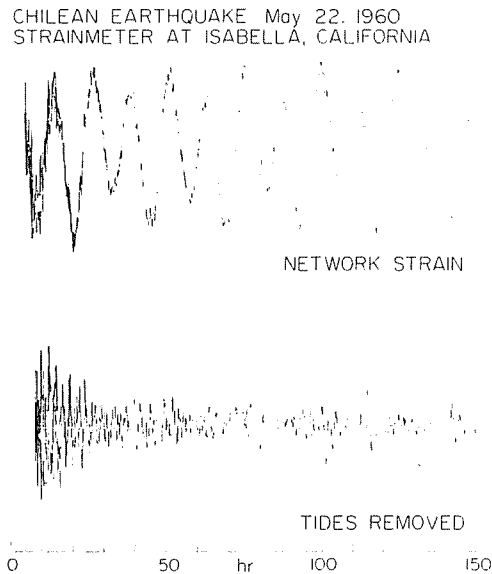 CHILEAN EARTHQUAKE May 22. 1960
STRAINMETER AT ISABELLA, CALIFORNIA
NETWORK STRAIN
TIDES REMOVED
0 50 hr 100 150